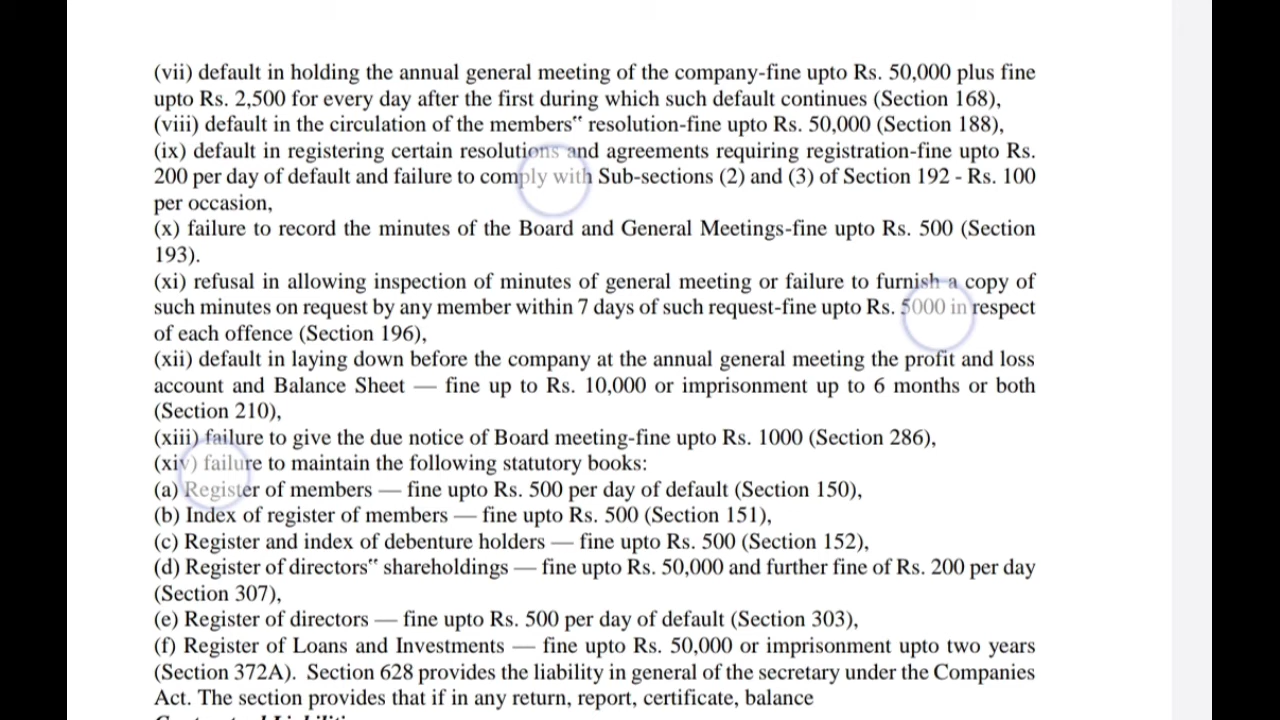 (vii) default in holding the annual general meeting of the company-fine upto Rs. 50,000 plus fine
upto Rs. 2,500 for every day after the first during which such default continues (Section 168),
(viii) default in the circulation of the members‟ resolution-fine upto Rs. 50,000 (Section 188),
(ix) default in registering certain resolutions and agreements requiring registration-fine upto Rs.
200 per day of default and failure to comply with Sub-sections (2) and (3) of Section 192 - Rs. 100
per occasion,
(x) failure to record the minutes of the Board and General Meetings-fine upto Rs. 500 (Section
193).
(xi) refusal in allowing inspection of minutes of general meeting or failure to furnish a copy of
such minutes on request by any member within 7 days of such request-fine upto Rs. 5000 in respect
of each offence (Section 196),
(xii) default in laying down before the company at the annual general meeting the profit and loss
account and Balance Sheet — fine up to Rs. 10,000 or imprisonment up to 6 months or both
(Section 210),
(xiii) failure to give the due notice of Board meeting-fine upto Rs. 1000 (Section 286),
(xiv) failure to maintain the following statutory books:
(a) Register of members — fine upto Rs. 500 per day of default (Section 150),
(b) Index of register of members — fine upto Rs. 500 (Section 151),
(c) Register and index of debenture holders — fine upto Rs. 500 (Section 152),
(d) Register of directors‟ shareholdings — fine upto Rs. 50,000 and further fine of Rs. 200 per day
(Section 307),
(e) Register of directors — fine upto Rs. 500 per day of default (Section 303),
(f) Register of Loans and Investments — fine upto Rs. 50,000 or imprisonment upto two years
(Section 372A). Section 628 provides the liability in general of the secretary under the Companies
Act. The section provides that if in any return, report, certificate, balance